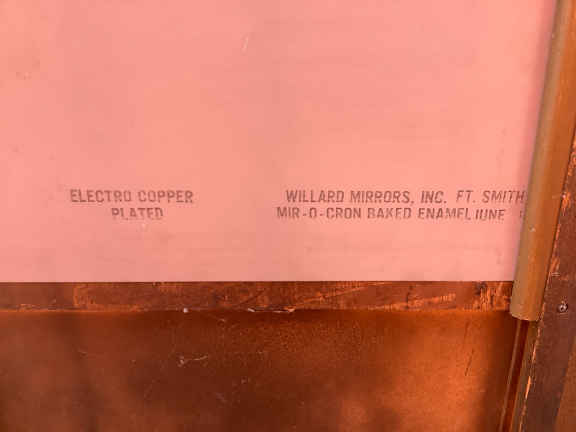 ELECTRO COPPER
PLATED
WILLARD MIRRORS, INC. FT. SMITH
MIR-O-CRON BAKED ENAMEL JUNE